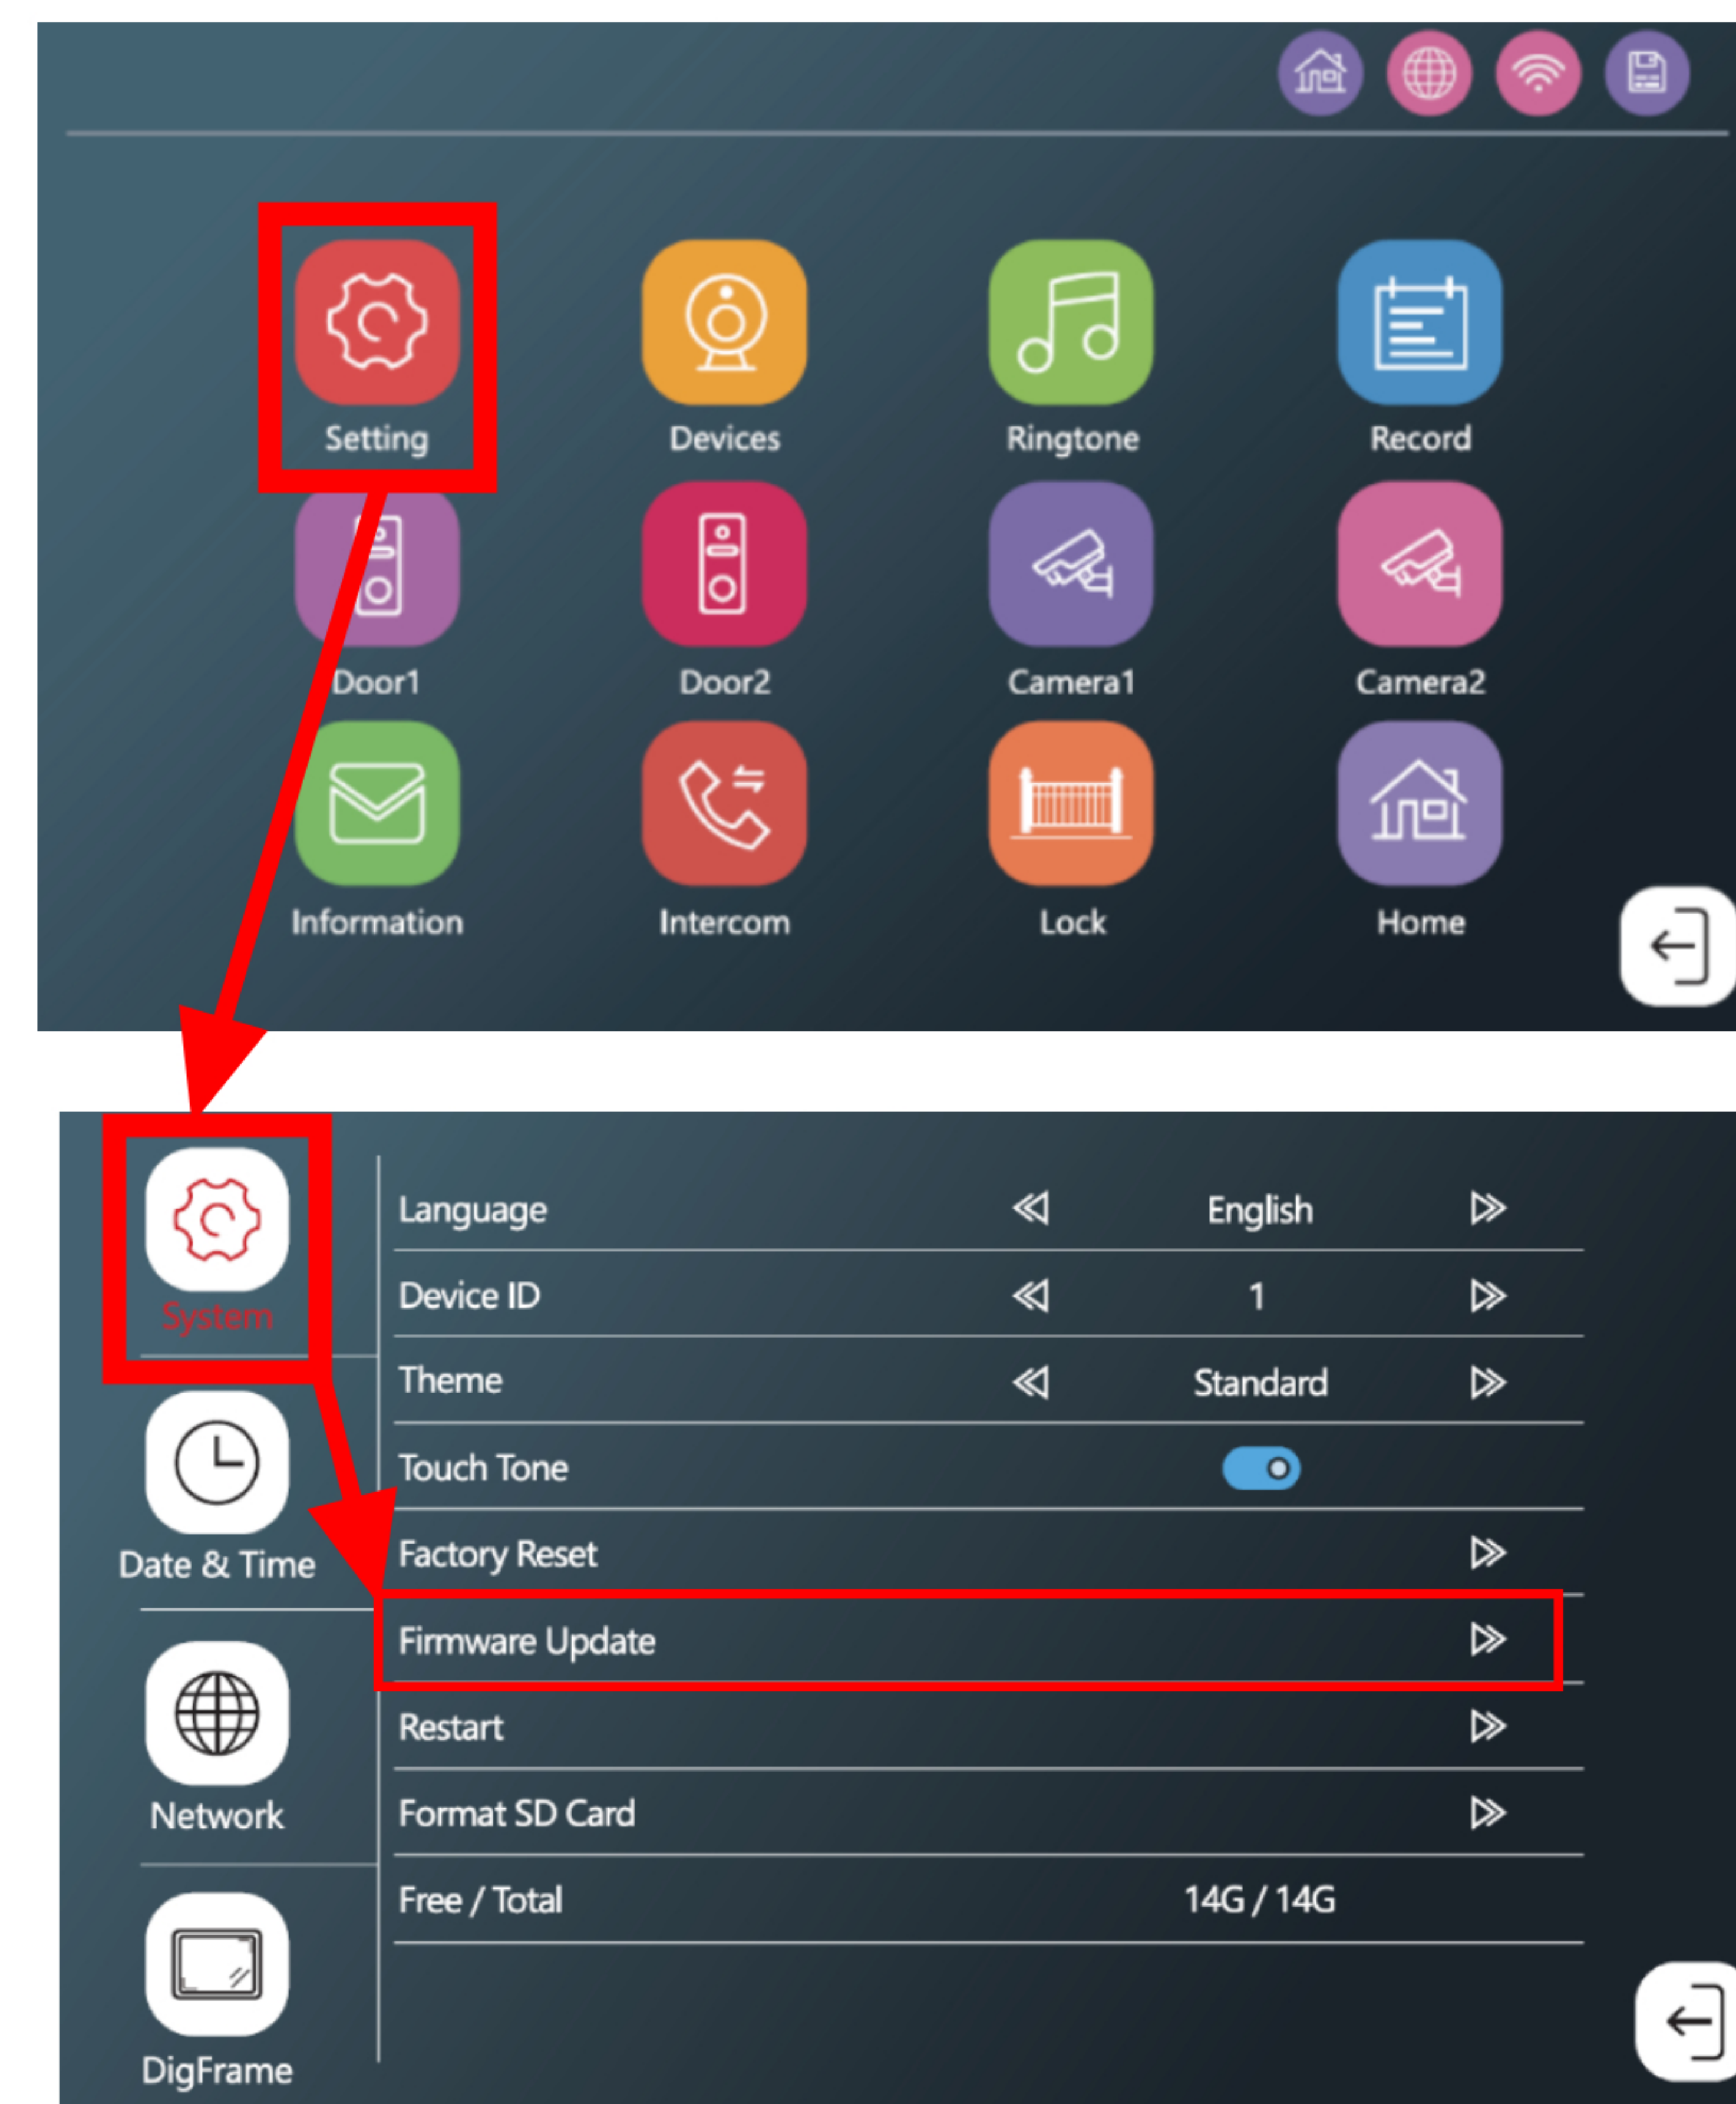 Setting Devices Ringtone Record
Door1 Door2 Camera1 Camera2
Information Intercom Lock Home
System
Language English
Device ID 1
Theme Standard
Touch Tone
Date & Time
Factory Reset
Firmware Update
Restart
Network
Format SD Card
Free / Total 14G / 14G
DigFrame